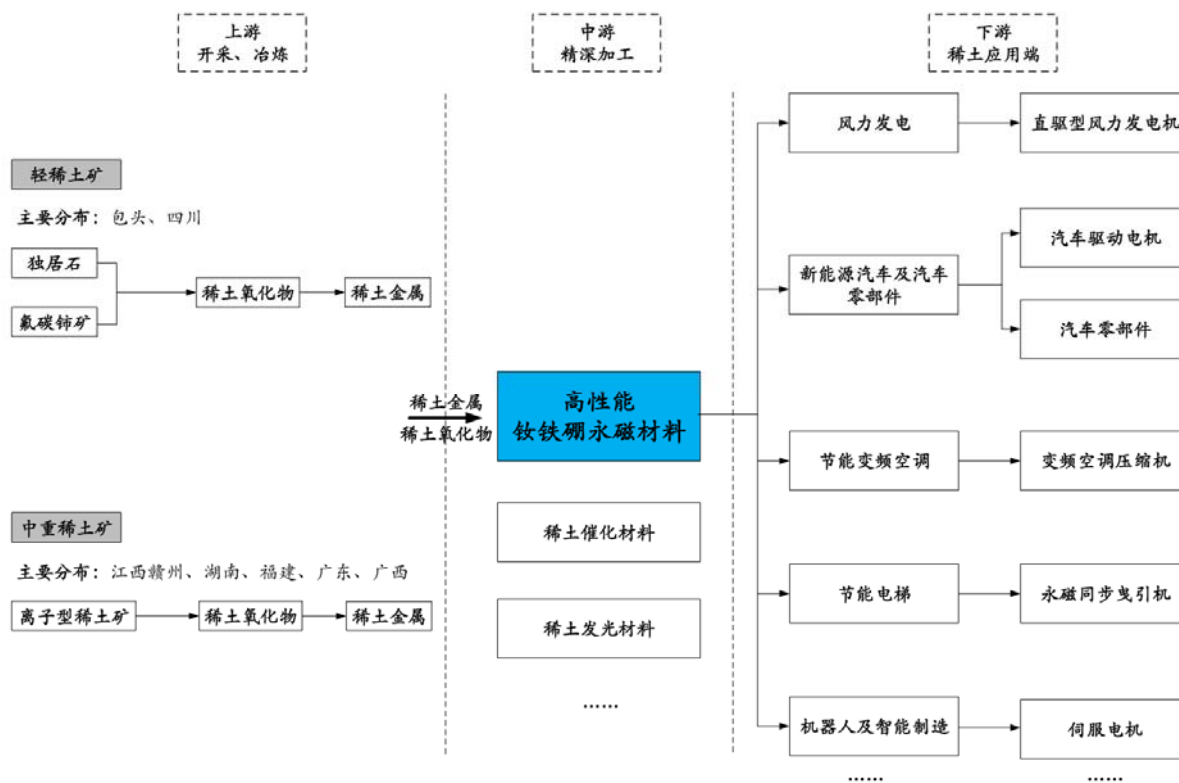 上游
开采、冶炼
中游
精深加工
下游
稀土应用端
轻稀土矿
主要分布：包头、四川
独居石
氟碳铈矿
稀土氧化物
稀土金属
中重稀土矿
主要分布：江西赣州、湖南、福建、广东、广西
离子型稀土矿
稀土氧化物
稀土金属
稀土金属
稀土氧化物
高性能
钕铁硼永磁材料
稀土催化材料
稀土发光材料
……
风力发电
直驱型风力发电机
新能源汽车及汽车
零部件
汽车驱动电机
汽车零部件
节能变频空调
变频空调压缩机
节能电梯
永磁同步曳引机
机器人及智能制造
伺服电机
……
……